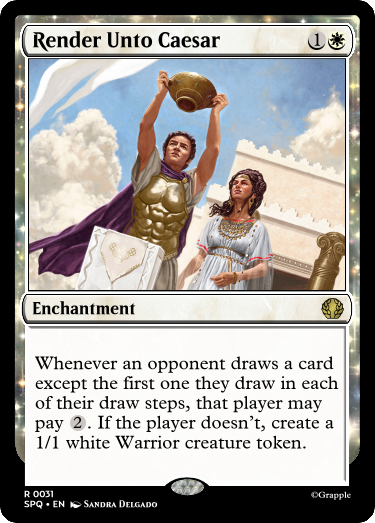 Render Unto Caesar 1
Enchantment
Whenever an opponent draws a card
except the first one they draw in each
of their draw steps, that player may
pay 2. If the player doesn't, create a
1/1 white Warrior creature token.
R 0031
SPQ • EN Sandra Delgado
©Grapple